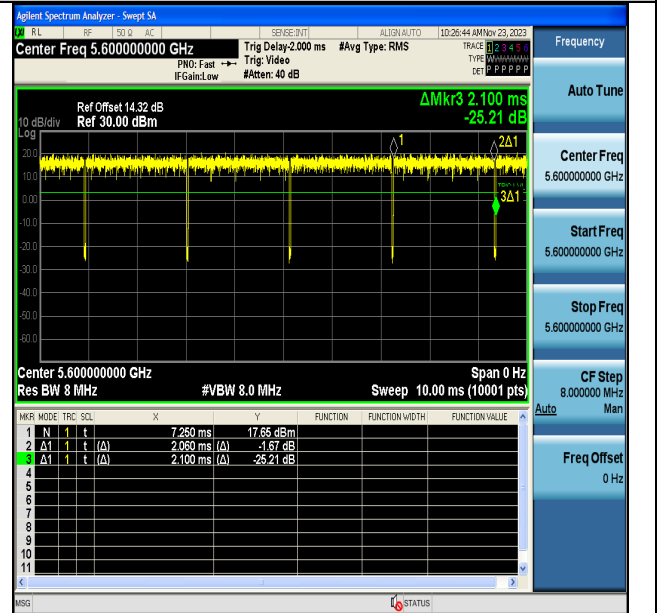 Agilent Spectrum Analyzer - Swept SA
RL RF 50 Ω AC SENSE:INT ALIGN AUTO 10:26:44 AM Nov 23, 2023
Center Freq 5.600000000 GHz
PNO: Fast
IFGain:Low
Trig Delay-2.000 ms
Trig: Video
#Atten: 40 dB
#Avg Type: RMS
TRACE 1 2 3 4 5 6
TYPE W
DET P P P P P P
Frequency
Auto Tune
Center Freq
5.600000000 GHz
Start Freq
5.600000000 GHz
Stop Freq
5.600000000 GHz
CF Step
8.000000 MHz
Auto Man
Freq Offset
0 Hz
ΔMkr3 2.100 ms
-25.21 dB
Ref Offset 14.32 dB
10 dB/div Ref 30.00 dBm
Log
20.0
10.0
0.00
-10.0
-20.0
-30.0
-40.0
-50.0
-60.0
1
2Δ1
3Δ1
Center 5.600000000 GHz Span 0 Hz
Res BW 8 MHz #VBW 8.0 MHz Sweep 10.00 ms (10001 pts)
MKR MODE TRC SCL X Y FUNCTION FUNCTION WIDTH FUNCTION VALUE
1 N 1 t 7.250 ms 17.65 dBm
2 Δ1 1 t (Δ) 2.060 ms (Δ) -1.67 dB
3 Δ1 1 t (Δ) 2.100 ms (Δ) -25.21 dB
4
5
6
7
8
9
10
11
MSG STATUS